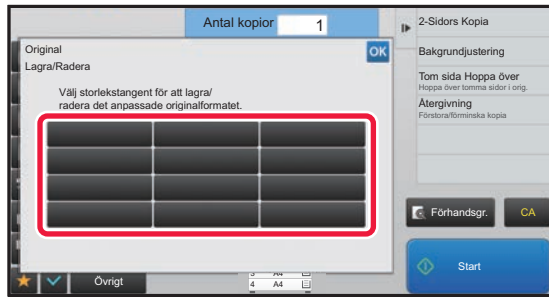 Antal kopior 1
Original
OK
Lagra/Radera
Välj storlekstangent för att lagra/
radera det anpassade originalformatet.
2-Sidors Kopia
Bakgrundjustering
Tom sida Hoppa över
Hoppa över tomma sidor i orig.
Återgivning
Förstora/förminska kopia
Förhandsgr.
CA
Start
Övrigt
3 A4
4 A4